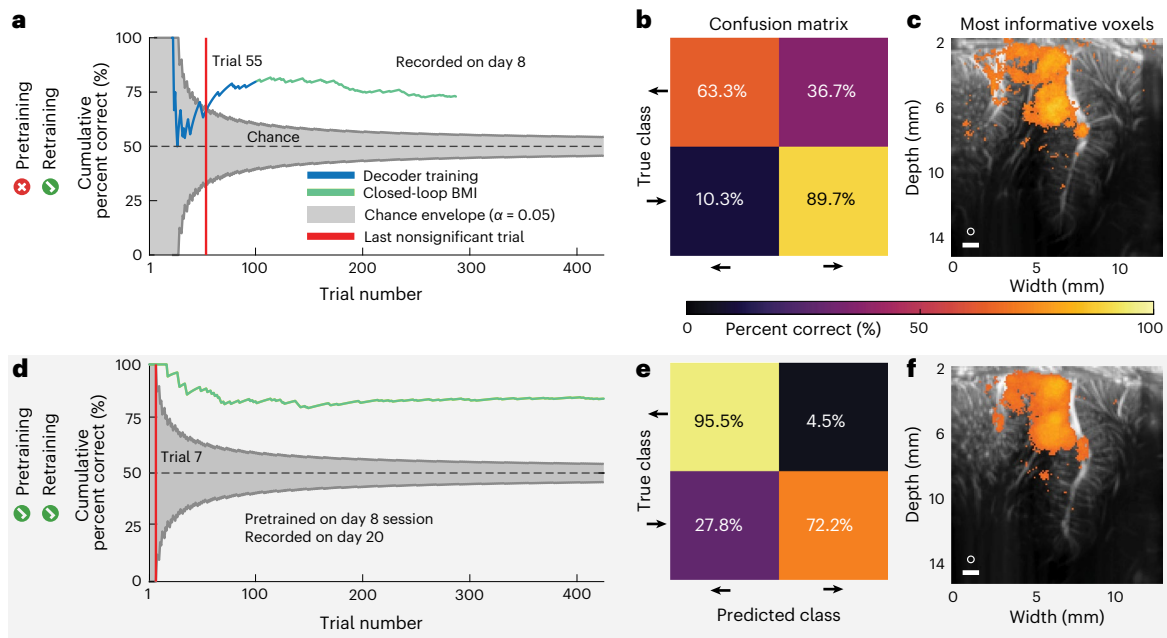 a
Pretraining
Retraining
Cumulative
percent correct (%)
100
75
50
25
0
Trial 55
Recorded on day 8
Chance
Decoder training
Closed-loop BMI
Chance envelope (α = 0.05)
Last nonsignificant trial
1
100
200
300
400
Trial number
b
Confusion matrix
True class
←
63.3%
36.7%
→
10.3%
89.7%
← →
c
Most informative voxels
Depth (mm)
2
6
10
14
0
5
10
Width (mm)
0
50
100
Percent correct (%)
d
Pretraining
Retraining
Cumulative
percent correct (%)
100
75
50
25
0
Trial 7
Pretrained on day 8 session
Recorded on day 20
1
100
200
300
400
Trial number
e
True class
←
95.5%
4.5%
→
27.8%
72.2%
← →
Predicted class
f
Depth (mm)
2
6
10
14
0
5
10
Width (mm)